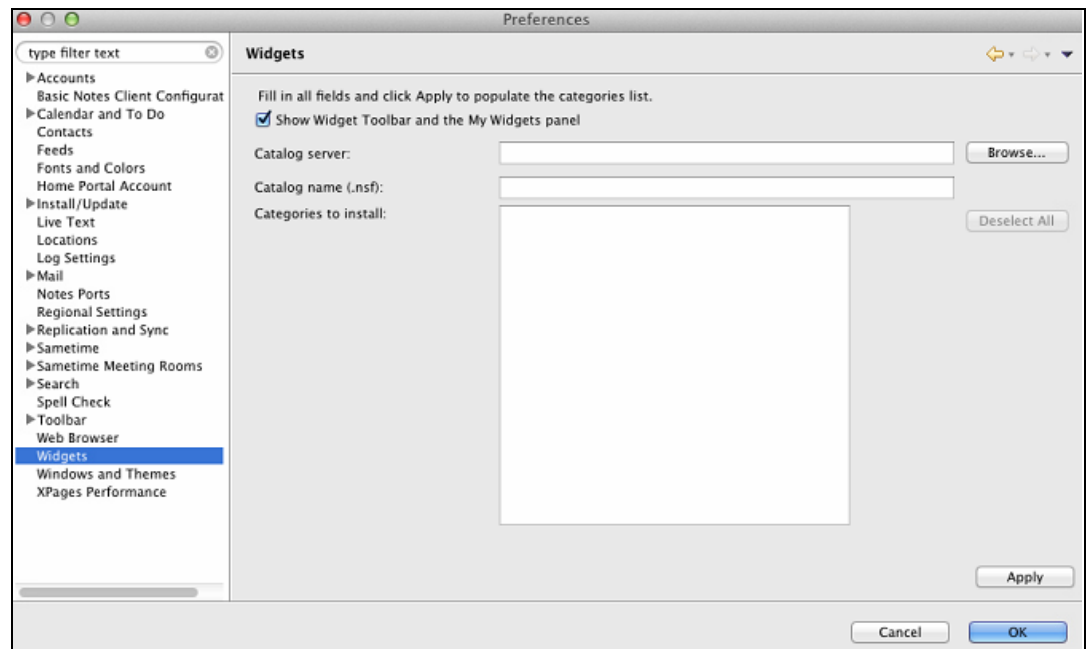 Preferences
type filter text
Accounts
Basic Notes Client Configurat
Calendar and To Do
Contacts
Feeds
Fonts and Colors
Home Portal Account
Install/Update
Live Text
Locations
Log Settings
Mail
Notes Ports
Regional Settings
Replication and Sync
Sametime
Sametime Meeting Rooms
Search
Spell Check
Toolbar
Web Browser
Widgets
Windows and Themes
XPages Performance
Widgets
Fill in all fields and click Apply to populate the categories list.
Show Widget Toolbar and the My Widgets panel
Catalog server:
Browse...
Catalog name (.nsf):
Categories to install:
Deselect All
Apply
Cancel
OK